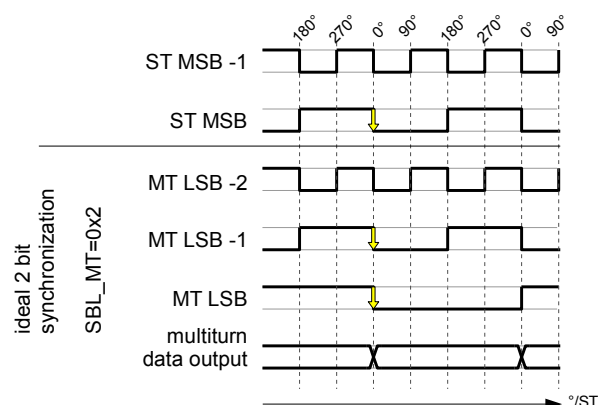 180° 270° 0° 90° 180° 270° 0° 90°
ST MSB -1
ST MSB
ideal 2 bit
synchronization
SBL_MT=0x2
MT LSB -2
MT LSB -1
MT LSB
multiturn
data output
°/ST